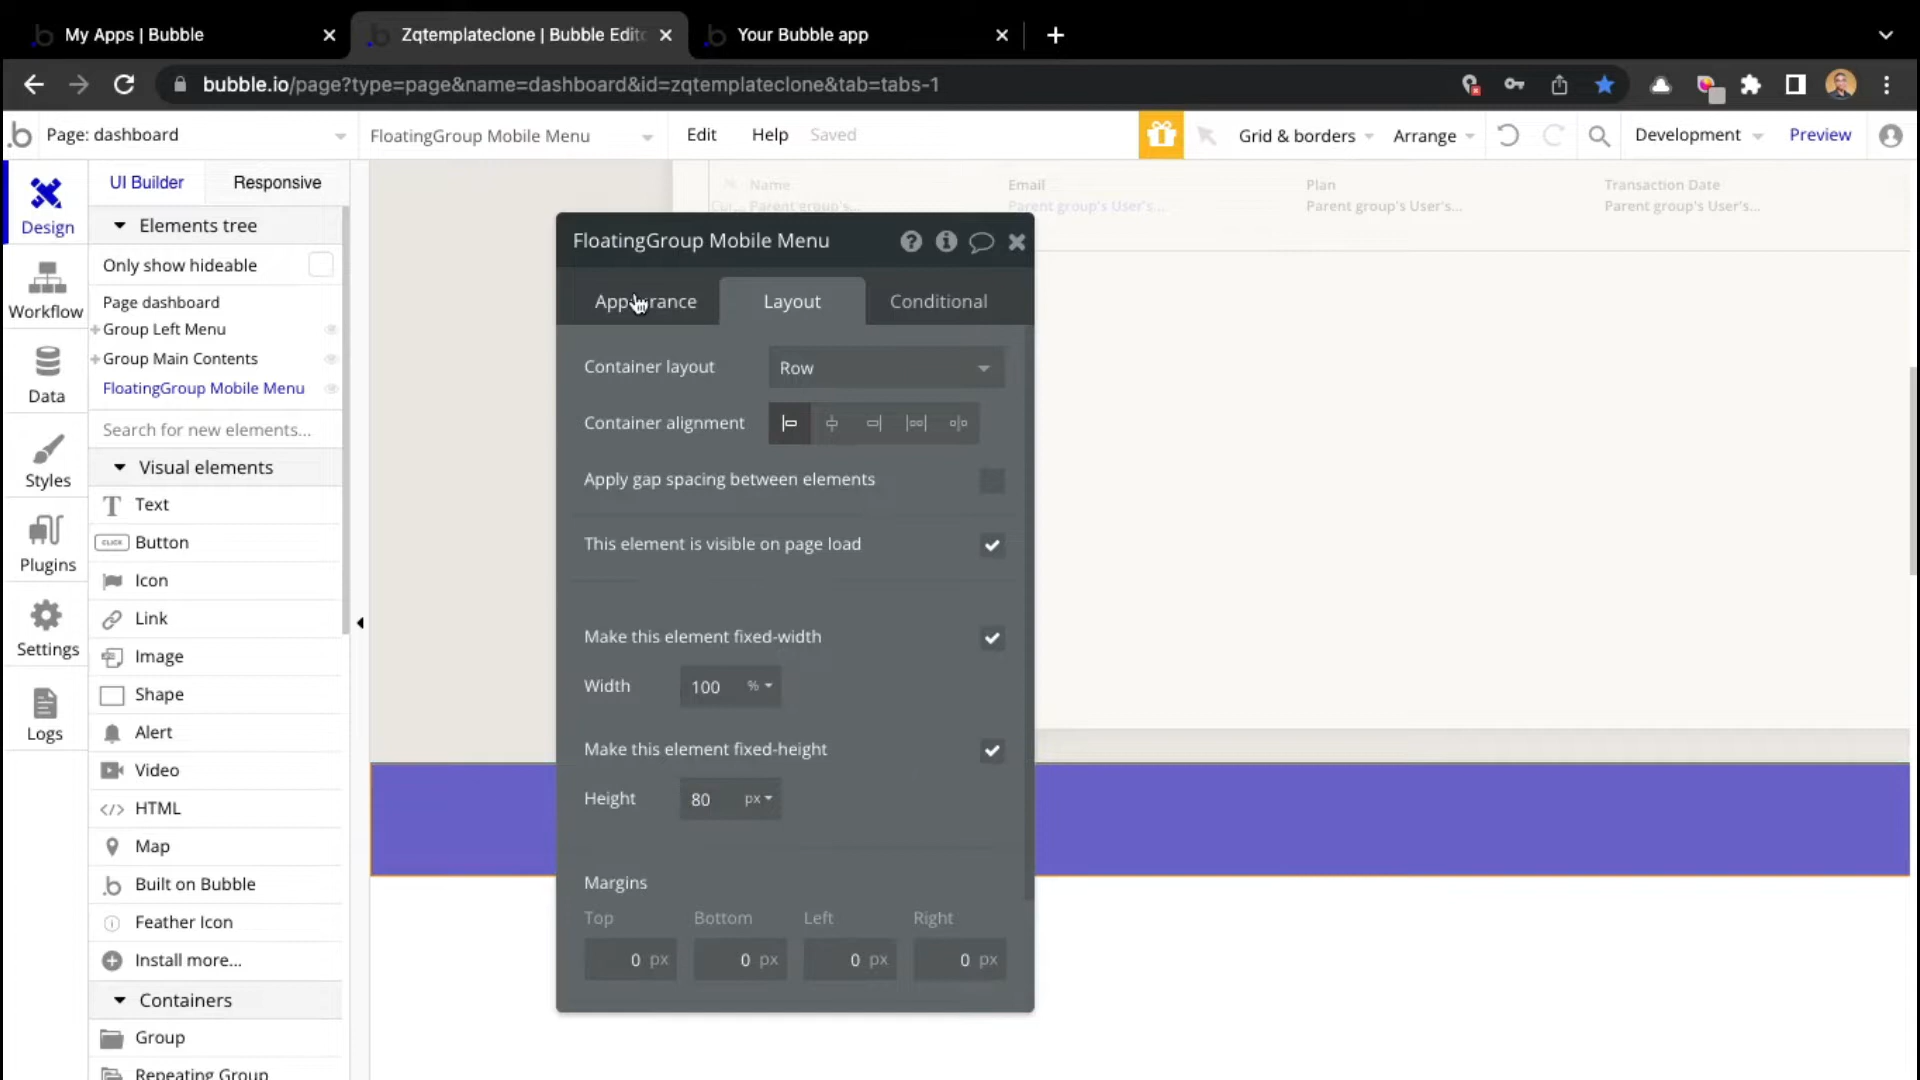 My Apps | Bubble
Zqtemplateclone | Bubble Edit
Your Bubble app
bubble.io/page?type=page&name=dashboard&id=zqtemplateclone&tab=tabs-1
Page: dashboard
FloatingGroup Mobile Menu
Edit
Help
Saved
Grid & borders
Arrange
Development
Preview
Design
Workflow
Data
Styles
Plugins
Settings
Logs
UI Builder
Responsive
Elements tree
Only show hideable
Page dashboard
Group Left Menu
Group Main Contents
FloatingGroup Mobile Menu
Search for new elements...
Visual elements
Text
CLICK Button
Icon
Link
Image
Shape
Alert
Video
HTML
Map
Built on Bubble
Feather Icon
Install more...
Containers
Group
Repeating Group
Name
Email
Plan
Transaction Date
Parent group's...
Parent group's User's...
Parent group's User's...
Parent group's User's...
FloatingGroup Mobile Menu
Appearance
Layout
Conditional
Container layout
Row
Container alignment
Apply gap spacing between elements
This element is visible on page load
Make this element fixed-width
Width
100 %
Make this element fixed-height
Height
80 px
Margins
Top
Bottom
Left
Right
0 px
0 px
0 px
0 px